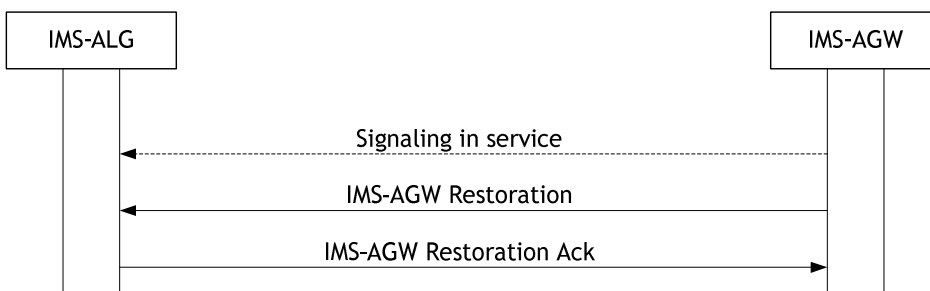 IMS-ALG
IMS-AGW
Signaling in service
IMS-AGW Restoration
IMS-AGW Restoration Ack